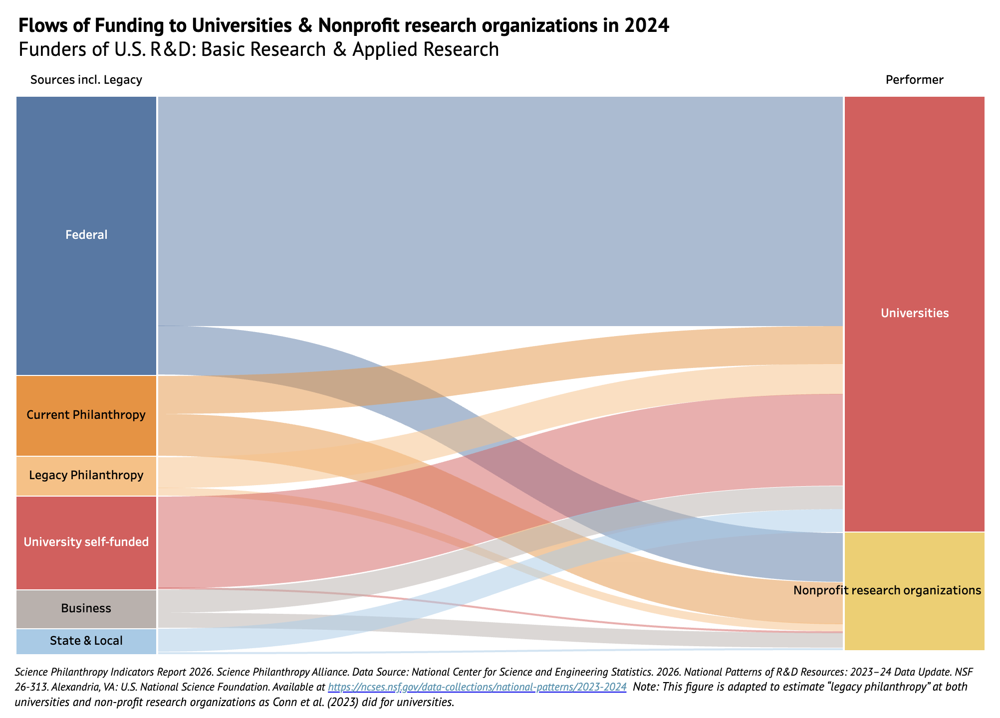 Flows of Funding to Universities & Nonprofit research organizations in 2024
Funders of U.S. R&D: Basic Research & Applied Research
Sources incl. Legacy
Performer
Federal
Universities
Current Philanthropy
Legacy Philanthropy
University self-funded
Nonprofit research organizations
Business
State & Local
Science Philanthropy Indicators Report 2026. Science Philanthropy Alliance. Data Source: National Center for Science and Engineering Statistics. 2026. National Patterns of R&D Resources: 2023–24 Data Update. NSF
26-313. Alexandria, VA: U.S. National Science Foundation. Available at https://ncses.nsf.gov/data-collections/national-patterns/2023-2024 Note: This figure is adapted to estimate “legacy philanthropy” at both
universities and non-profit research organizations as Conn et al. (2023) did for universities.